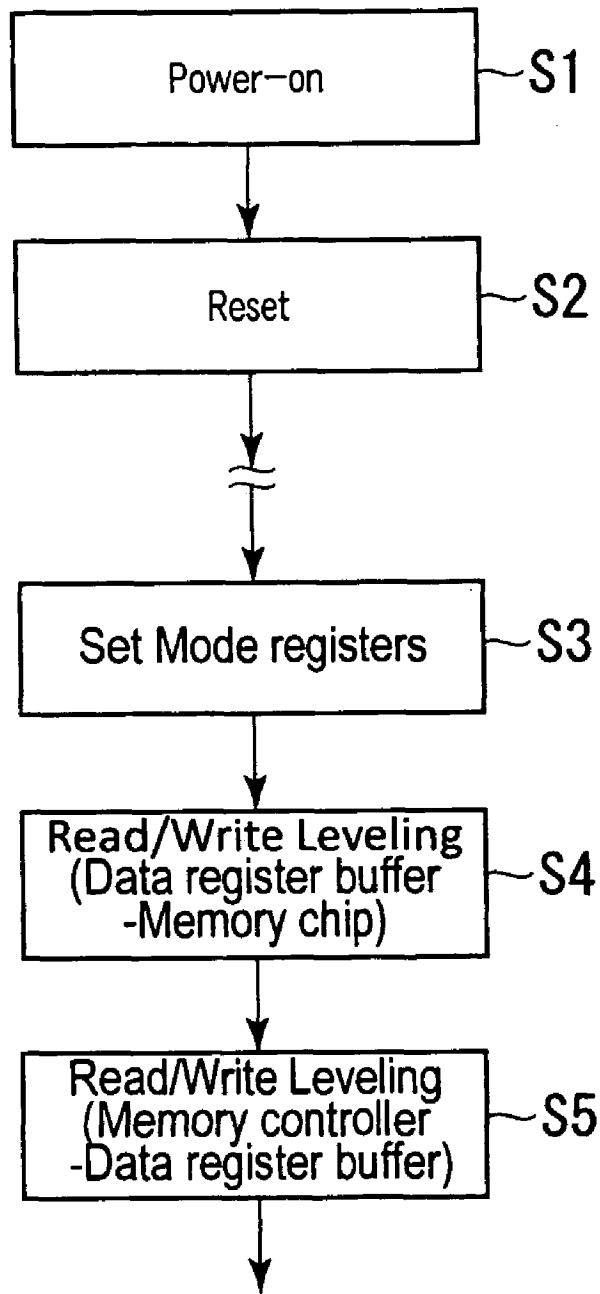 Power-on
S1
Reset
S2
Set Mode registers
S3
Read/Write Leveling
(Data register buffer
-Memory chip)
S4
Read/Write Leveling
(Memory controller
-Data register buffer)
S5